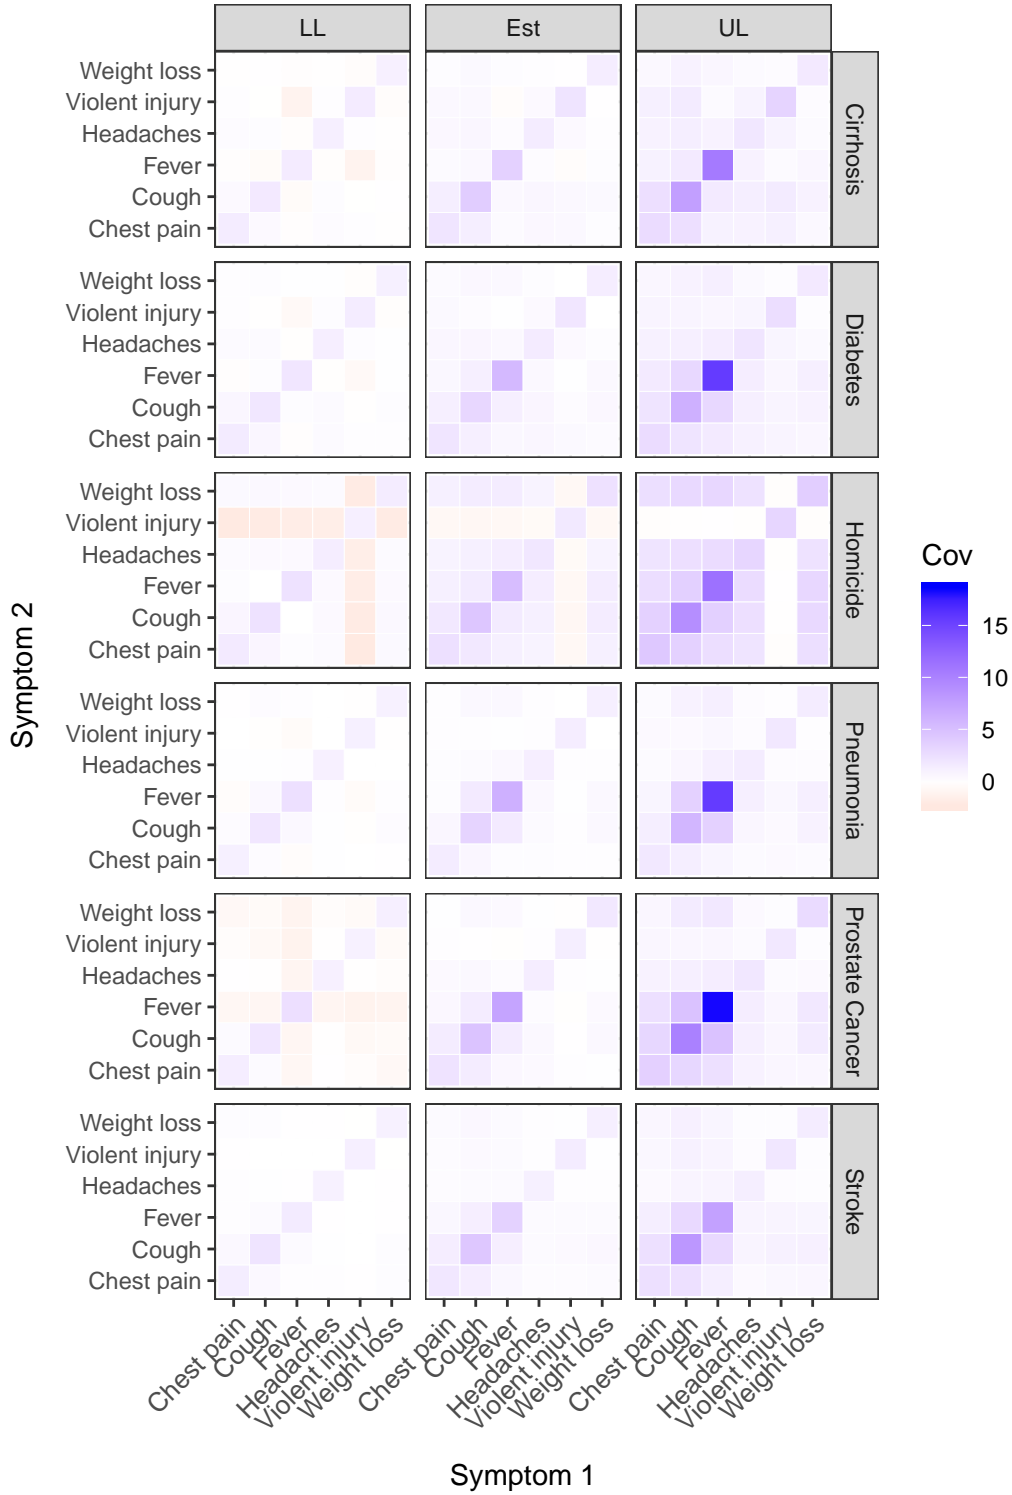 LL Est UL
Weight loss
Violent injury
Headaches
Fever
Cough
Chest pain
Cirrhosis
Weight loss
Violent injury
Headaches
Fever
Cough
Chest pain
Diabetes
Weight loss
Violent injury
Headaches
Fever
Cough
Chest pain
Homicide
Weight loss
Violent injury
Headaches
Fever
Cough
Chest pain
Pneumonia
Weight loss
Violent injury
Headaches
Fever
Cough
Chest pain
Prostate Cancer
Weight loss
Violent injury
Headaches
Fever
Cough
Chest pain
Stroke
Symptom 2
Chest pain Cough Fever Headaches Violent injury Weight loss Chest pain Cough Fever Headaches Violent injury Weight loss Chest pain Cough Fever Headaches Violent injury Weight loss
Symptom 1
Cov
15
10
5
0